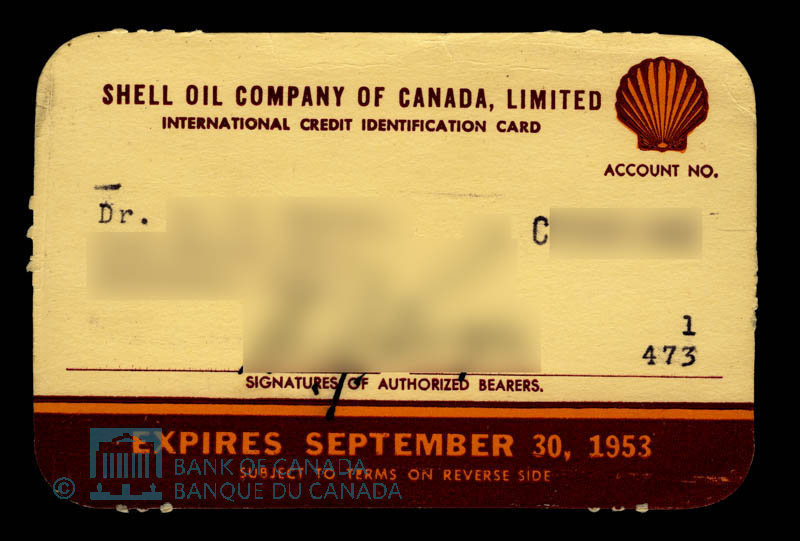 SHELL OIL COMPANY OF CANADA, LIMITED
INTERNATIONAL CREDIT IDENTIFICATION CARD
ACCOUNT NO.
Dr.
C
1
473
SIGNATURES OF AUTHORIZED BEARERS.
EXPIRES SEPTEMBER 30, 1953
SUBJECT TO TERMS ON REVERSE SIDE
© BANK OF CANADA
BANQUE DU CANADA